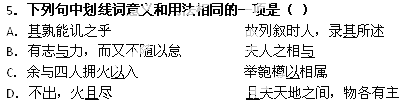 5. 下列句中划线词意义和用法相同的一项是（ ）
A. 其孰能讥之乎 故列叙时人，录其所述
B. 有志与力，而又不随以怠 夫人之相与
C. 余与四人拥火以入 举匏樽以相属
D. 不出，火且尽 且夫天地之间，物各有主